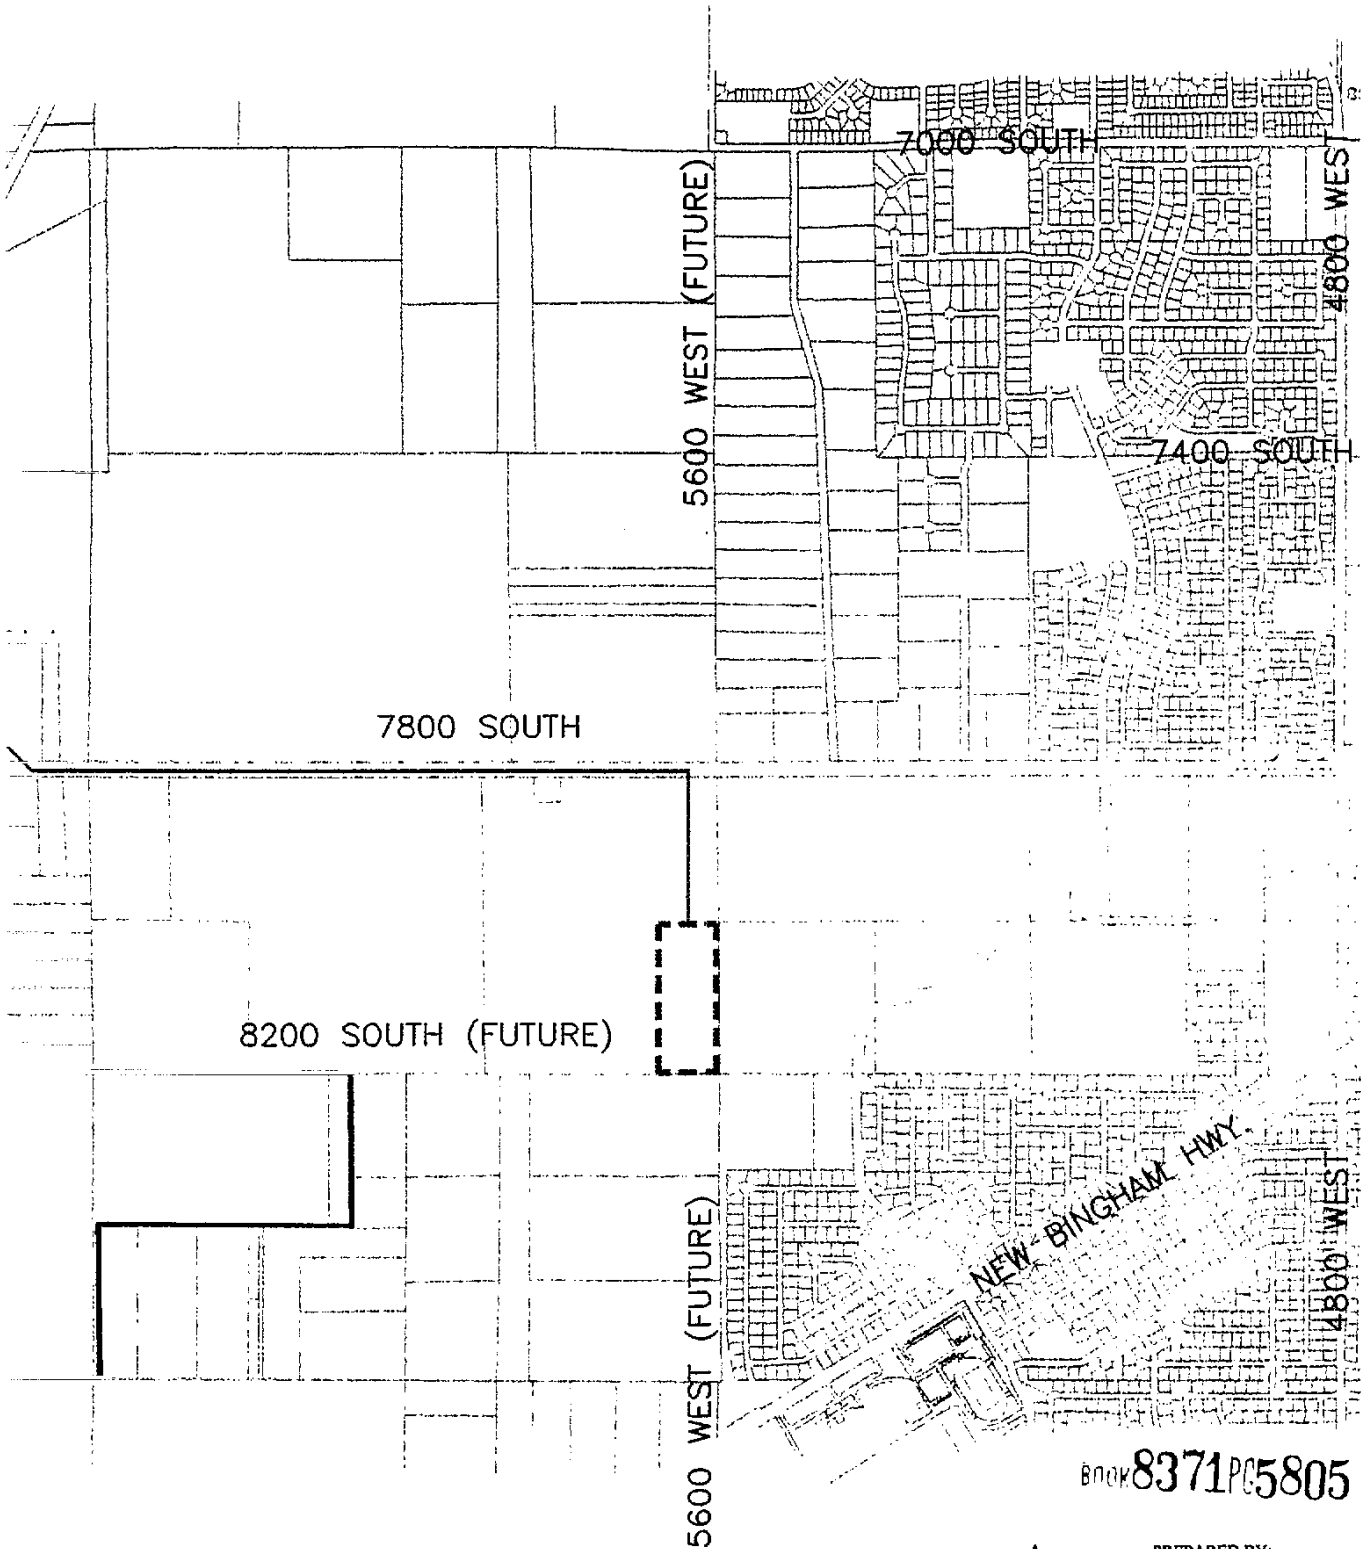 7000 SOUTH
4800 WEST
5600 WEST (FUTURE)
7400 SOUTH
7800 SOUTH
8200 SOUTH (FUTURE)
NEW BINGHAM HWY.
4800 WEST
5600 WEST (FUTURE)
BOOK 8371 PG 5805